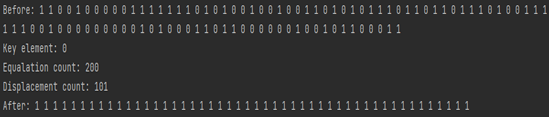 Before: 1 1 0 0 1 0 0 0 0 0 1 1 1 1 1 1 1 0 1 0 1 0 0 1 0 0 1 0 0 1 1 0 1 0 1 0 0 1 0 1 1 1 0 1 1 0 1 1 0 1 1 1 0 1 0 0 1 1 1
1 1 1 0 0 1 0 0 0 0 0 0 0 0 0 1 0 1 0 0 0 1 1 0 1 1 0 0 0 0 0 0 1 0 0 1 0 1 1 0 0 0 1 1
Key element: 0
Equalation count: 200
Displacement count: 101
After: 1 1 1 1 1 1 1 1 1 1 1 1 1 1 1 1 1 1 1 1 1 1 1 1 1 1 1 1 1 1 1 1 1 1 1 1 1 1 1 1 1 1 1 1 1 1 1 1